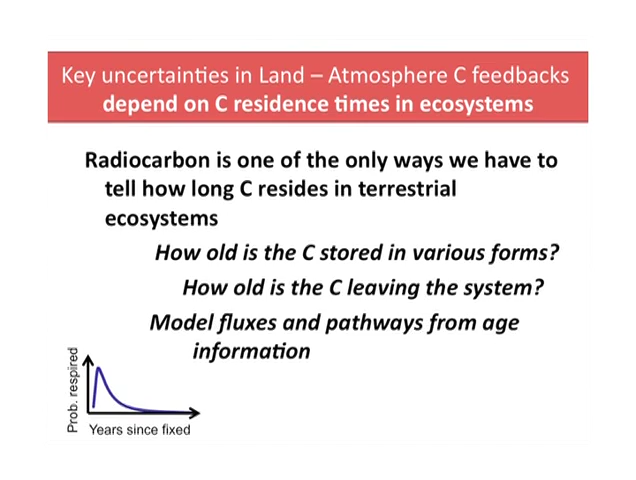 Key uncertainties in Land – Atmosphere C feedbacks
depend on C residence times in ecosystems
Radiocarbon is one of the only ways we have to
tell how long C resides in terrestrial
ecosystems
How old is the C stored in various forms?
How old is the C leaving the system?
Model fluxes and pathways from age
information
Prob. respired
Years since fixed